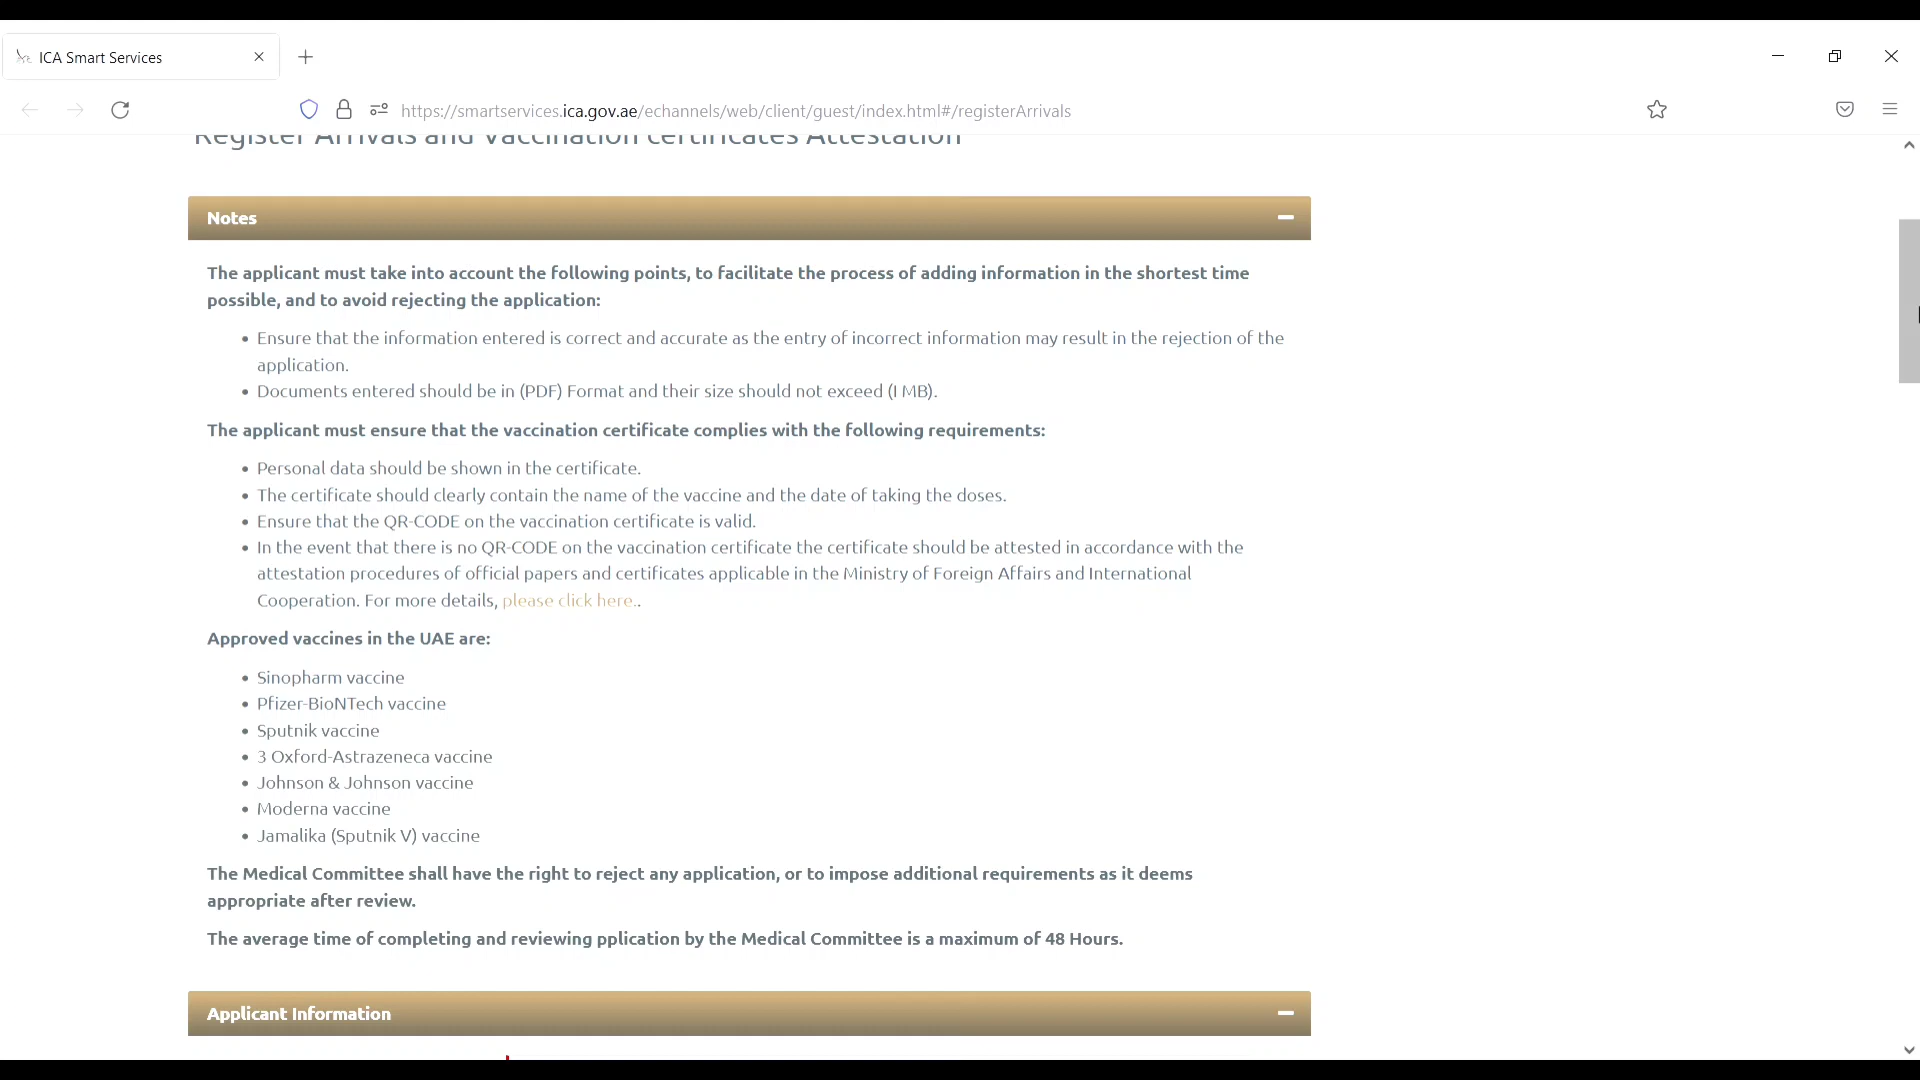 ICA Smart Services
https://smartservices.ica.gov.ae/echannels/web/client/guest/index.html#/registerArrivals
Register Arrivals and Vaccination certificates Attestation
Notes
The applicant must take into account the following points, to facilitate the process of adding information in the shortest time
possible, and to avoid rejecting the application:
• Ensure that the information entered is correct and accurate as the entry of incorrect information may result in the rejection of the
application.
• Documents entered should be in (PDF) Format and their size should not exceed (I MB).
The applicant must ensure that the vaccination certificate complies with the following requirements:
• Personal data should be shown in the certificate.
• The certificate should clearly contain the name of the vaccine and the date of taking the doses.
• Ensure that the QR-CODE on the vaccination certificate is valid.
• In the event that there is no QR-CODE on the vaccination certificate the certificate should be attested in accordance with the
attestation procedures of official papers and certificates applicable in the Ministry of Foreign Affairs and International
Cooperation. For more details, please click here..
Approved vaccines in the UAE are:
• Sinopharm vaccine
• Pfizer-BioNTech vaccine
• Sputnik vaccine
• 3 Oxford-Astrazeneca vaccine
• Johnson & Johnson vaccine
• Moderna vaccine
• Jamalika (Sputnik V) vaccine
The Medical Committee shall have the right to reject any application, or to impose additional requirements as it deems
appropriate after review.
The average time of completing and reviewing pplication by the Medical Committee is a maximum of 48 Hours.
Applicant Information